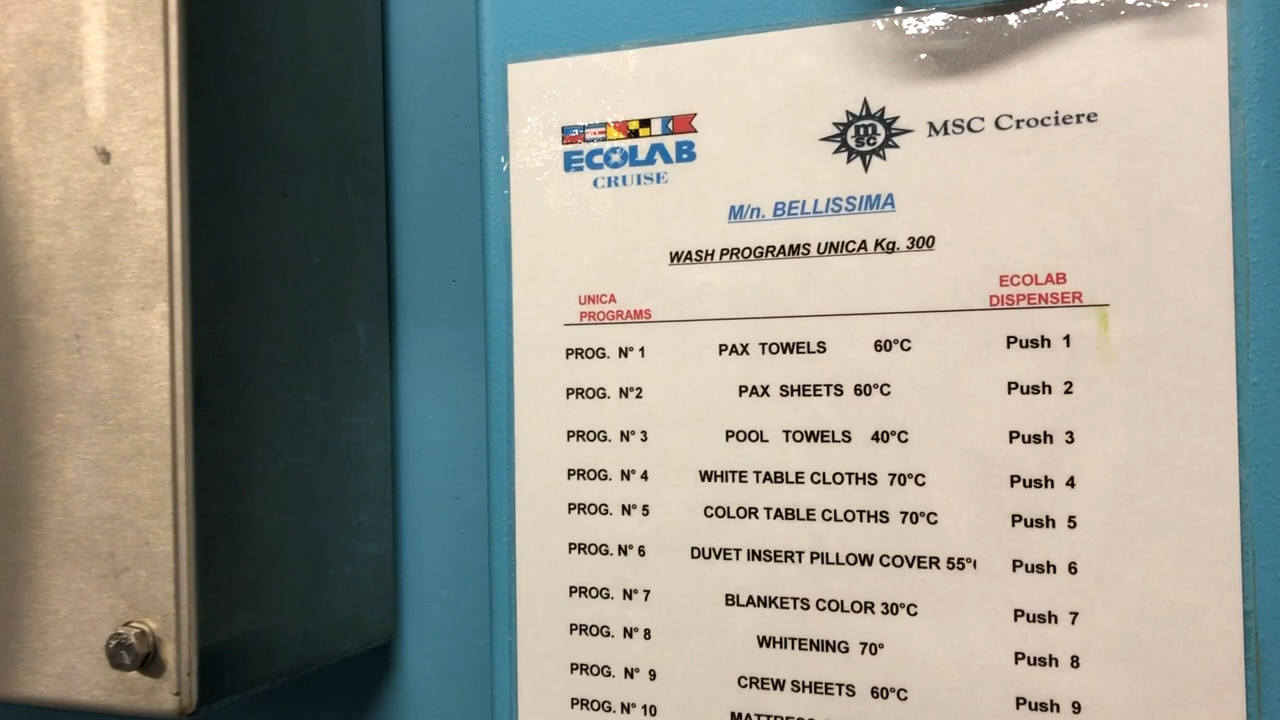 ECOLAB
CRUISE
m
sc
MSC Crociere
M/n. BELLISSIMA
WASH PROGRAMS UNICA Kg. 300
UNICA
PROGRAMS
ECOLAB
DISPENSER
PROG. N° 1 PAX TOWELS 60°C Push 1
PROG. N°2 PAX SHEETS 60°C Push 2
PROG. N° 3 POOL TOWELS 40°C Push 3
PROG. N° 4 WHITE TABLE CLOTHS 70°C Push 4
PROG. N° 5 COLOR TABLE CLOTHS 70°C Push 5
PROG. N° 6 DUVET INSERT PILLOW COVER 55° Push 6
PROG. N° 7 BLANKETS COLOR 30°C Push 7
PROG. N° 8 WHITENING 70° Push 8
PROG. N° 9 CREW SHEETS 60°C Push 9
PROG. N° 10